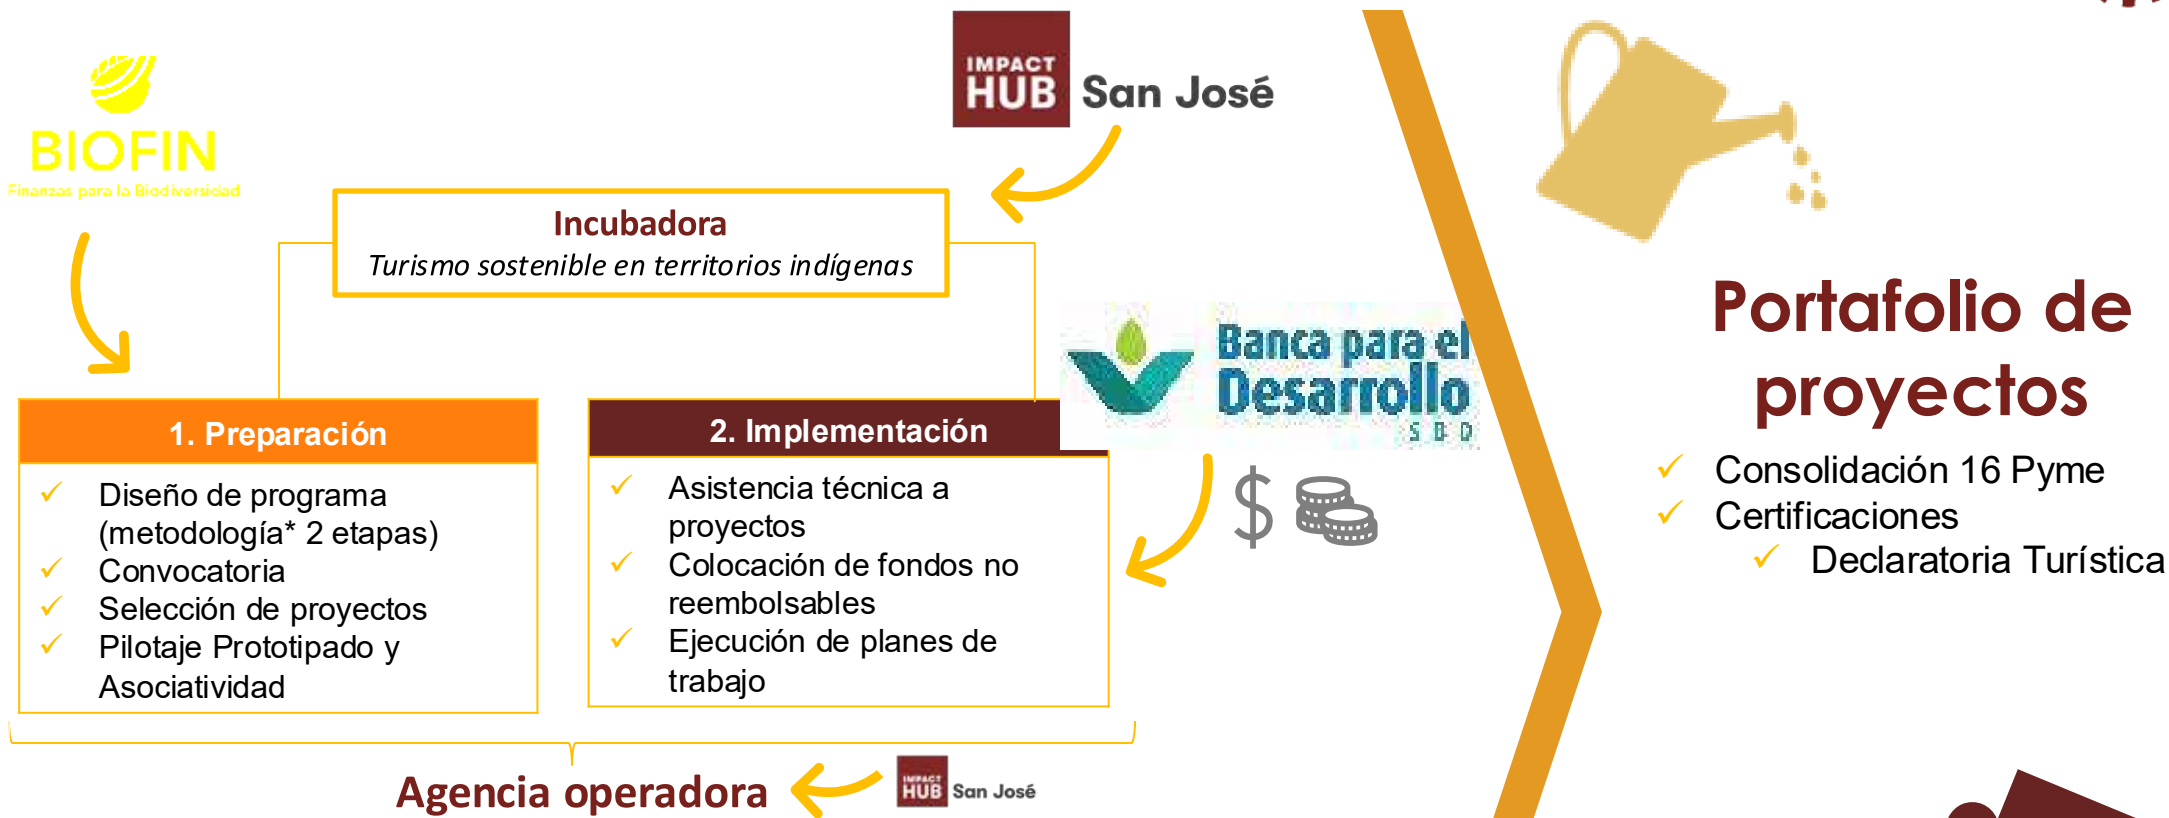 BIOFIN
Finanzas para la Biodiversidad
IMPACT
HUB
San José
Incubadora
Turismo sostenible en territorios indígenas
Banca para el
Desarrollo
SBD
1. Preparación
Diseño de programa
(metodología* 2 etapas)
Convocatoria
Selección de proyectos
Pilotaje Prototipado y
Asociatividad
2. Implementación
Asistencia técnica a
proyectos
Colocación de fondos no
reembolsables
Ejecución de planes de
trabajo
$
Agencia operadora
IMPACT
HUB
San José
Portafolio de
proyectos
Consolidación 16 Pyme
Certificaciones
Declaratoria Turística